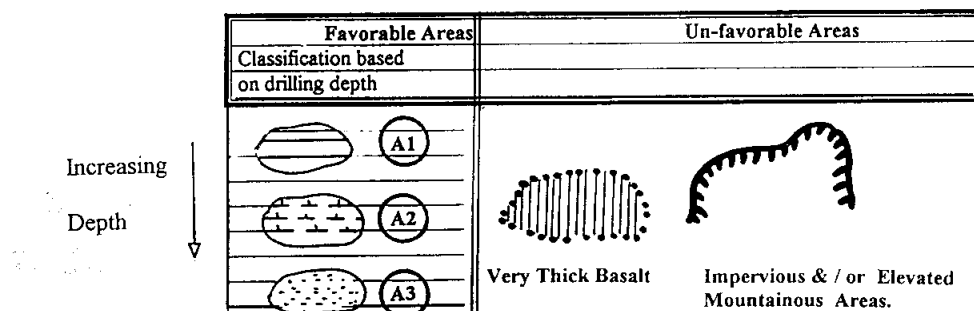 Favorable Areas
Un-favorable Areas
Classification based
on drilling depth
Increasing
Depth
A1
A2
A3
Very Thick Basalt
Impervious & / or Elevated
Mountainous Areas.